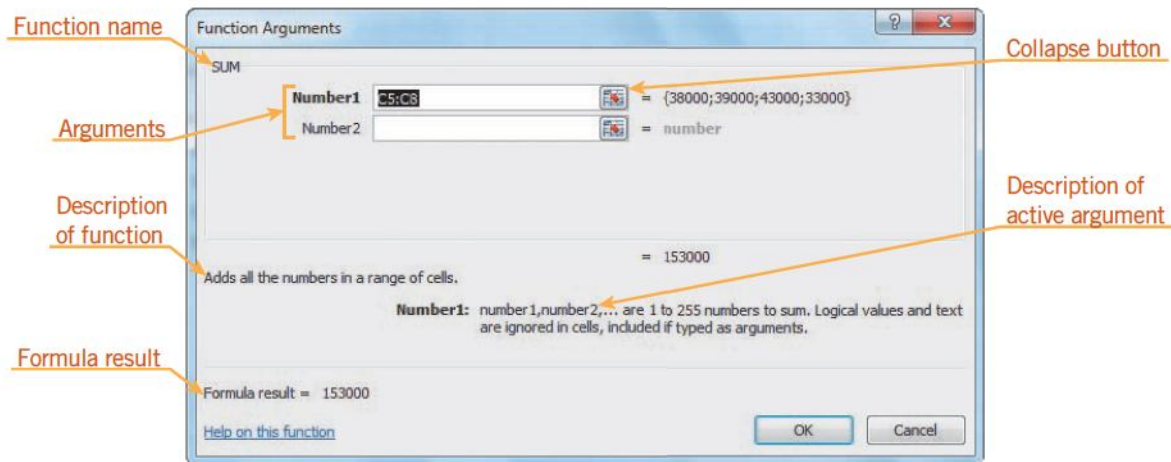 Function Arguments
Function name
SUM
Collapse button
Number1 C5:C8 = {38000;39000;43000;33000}
Arguments
Number2 = number
Description
of function
Description of
active argument
= 153000
Adds all the numbers in a range of cells.
Number1: number1,number2,... are 1 to 255 numbers to sum. Logical values and text
are ignored in cells, included if typed as arguments.
Formula result
Formula result = 153000
Help on this function
OK
Cancel